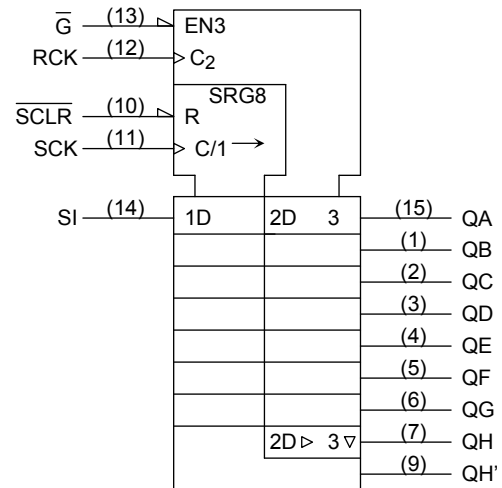 G (13) EN3
RCK (12) C2
SRG8
SCLR (10) R
SCK (11) C/1 →
SI (14) 1D 2D 3 (15) QA
(1) QB
(2) QC
(3) QD
(4) QE
(5) QF
(6) QG
2D ▷ 3 ▽ (7) QH
(9) QH'